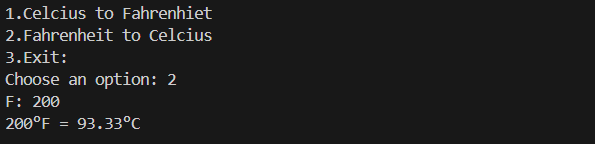 1.Celcius to Fahrenhiet
2.Fahrenheit to Celcius
3.Exit:
Choose an option: 2
F: 200
200°F = 93.33°C